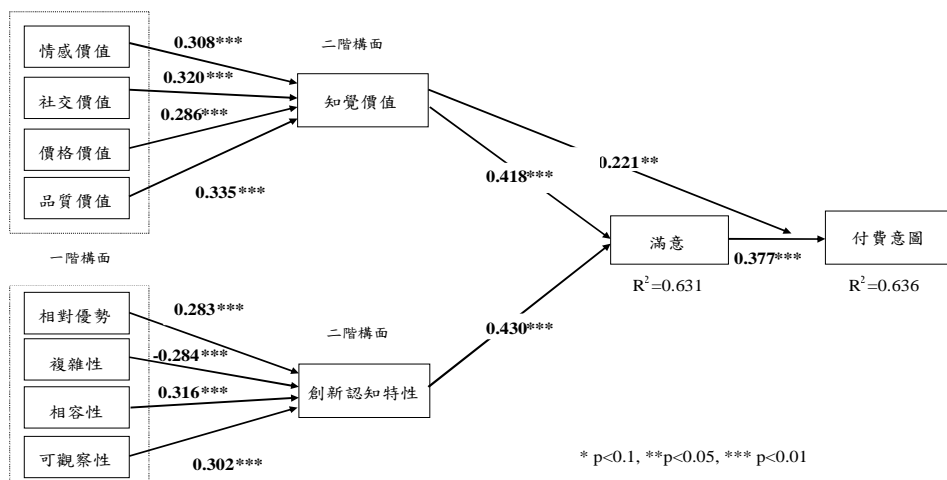 情感價值
社交價值
價格價值
品質價值
一階構面
0.308***
0.320***
0.286***
0.335***
二階構面
知覺價值
0.221**
0.418***
滿意
0.377***
付費意圖
R²=0.631
R²=0.636
相對優勢
複雜性
相容性
可觀察性
0.283***
-0.284***
0.316***
0.302***
二階構面
創新認知特性
0.430***
* p<0.1, **p<0.05, *** p<0.01